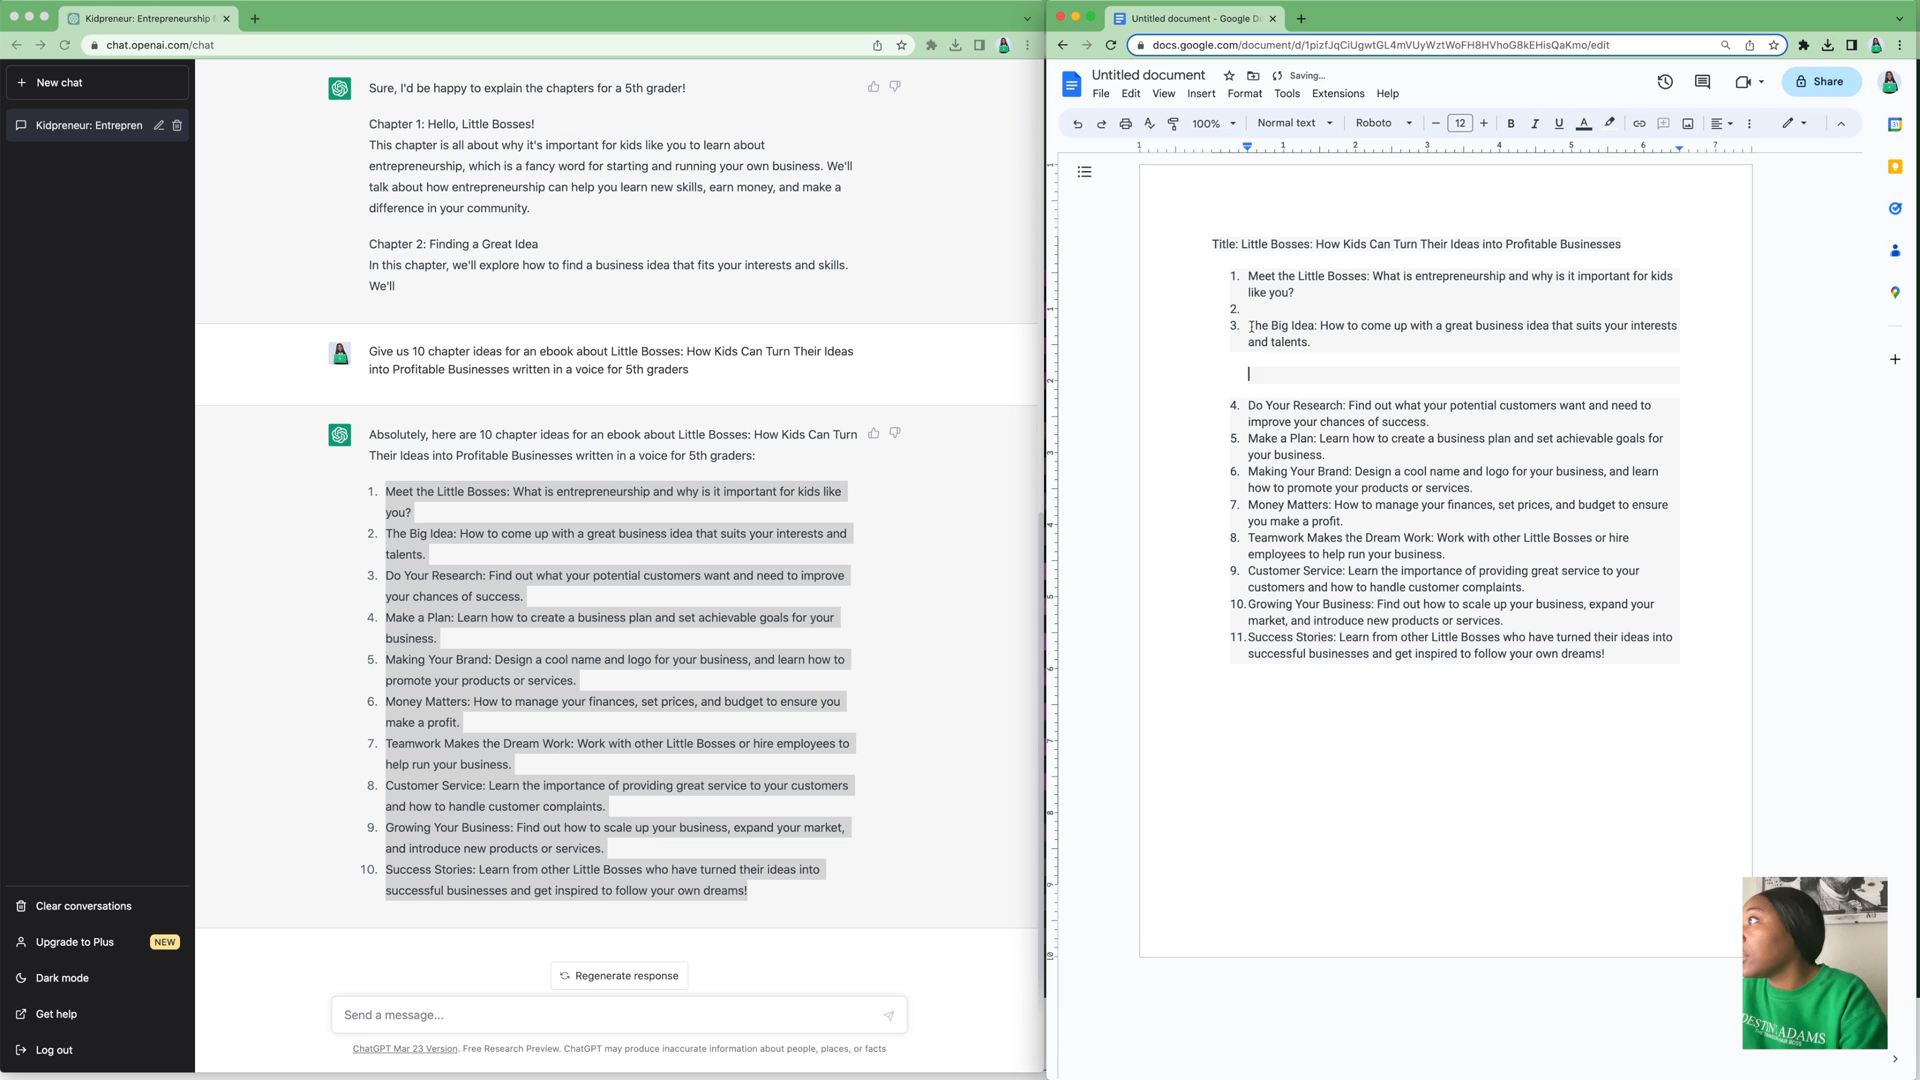 Kidpreneur: Entrepreneurship f
chat.openai.com/chat
New chat
Kidpreneur: Entrepren
Clear conversations
Upgrade to Plus NEW
Dark mode
Get help
Log out
Sure, I'd be happy to explain the chapters for a 5th grader!
Chapter 1: Hello, Little Bosses!
This chapter is all about why it's important for kids like you to learn about
entrepreneurship, which is a fancy word for starting and running your own business. We'll
talk about how entrepreneurship can help you learn new skills, earn money, and make a
difference in your community.
Chapter 2: Finding a Great Idea
In this chapter, we'll explore how to find a business idea that fits your interests and skills.
We'll
Give us 10 chapter ideas for an ebook about Little Bosses: How Kids Can Turn Their Ideas
into Profitable Businesses written in a voice for 5th graders
Absolutely, here are 10 chapter ideas for an ebook about Little Bosses: How Kids Can Turn
Their Ideas into Profitable Businesses written in a voice for 5th graders:
1. Meet the Little Bosses: What is entrepreneurship and why is it important for kids like
you?
2. The Big Idea: How to come up with a great business idea that suits your interests and
talents.
3. Do Your Research: Find out what your potential customers want and need to improve
your chances of success.
4. Make a Plan: Learn how to create a business plan and set achievable goals for your
business.
5. Making Your Brand: Design a cool name and logo for your business, and learn how to
promote your products or services.
6. Money Matters: How to manage your finances, set prices, and budget to ensure you
make a profit.
7. Teamwork Makes the Dream Work: Work with other Little Bosses or hire employees to
help run your business.
8. Customer Service: Learn the importance of providing great service to your customers
and how to handle customer complaints.
9. Growing Your Business: Find out how to scale up your business, expand your market,
and introduce new products or services.
10. Success Stories: Learn from other Little Bosses who have turned their ideas into
successful businesses and get inspired to follow your own dreams!
Regenerate response
Send a message...
ChatGPT Mar 23 Version. Free Research Preview. ChatGPT may produce inaccurate information about people, places, or facts
Untitled document - Google D
docs.google.com/document/d/1pizfJqCiUgwtGL4mVUyWztWoFH8HVhoG8kEHisQaKmo/edit
Untitled document Saving...
File Edit View Insert Format Tools Extensions Help
Share
100% Normal text Roboto 12 B I U A
1 1 2 3 4 5 6 7
1
1
2
3
4
5
6
7
8
9
10
31
Title: Little Bosses: How Kids Can Turn Their Ideas into Profitable Businesses
1. Meet the Little Bosses: What is entrepreneurship and why is it important for kids
like you?
2.
3. The Big Idea: How to come up with a great business idea that suits your interests
and talents.
4. Do Your Research: Find out what your potential customers want and need to
improve your chances of success.
5. Make a Plan: Learn how to create a business plan and set achievable goals for
your business.
6. Making Your Brand: Design a cool name and logo for your business, and learn
how to promote your products or services.
7. Money Matters: How to manage your finances, set prices, and budget to ensure
you make a profit.
8. Teamwork Makes the Dream Work: Work with other Little Bosses or hire
employees to help run your business.
9. Customer Service: Learn the importance of providing great service to your
customers and how to handle customer complaints.
10. Growing Your Business: Find out how to scale up your business, expand your
market, and introduce new products or services.
11. Success Stories: Learn from other Little Bosses who have turned their ideas into
successful businesses and get inspired to follow your own dreams!
ADAMS